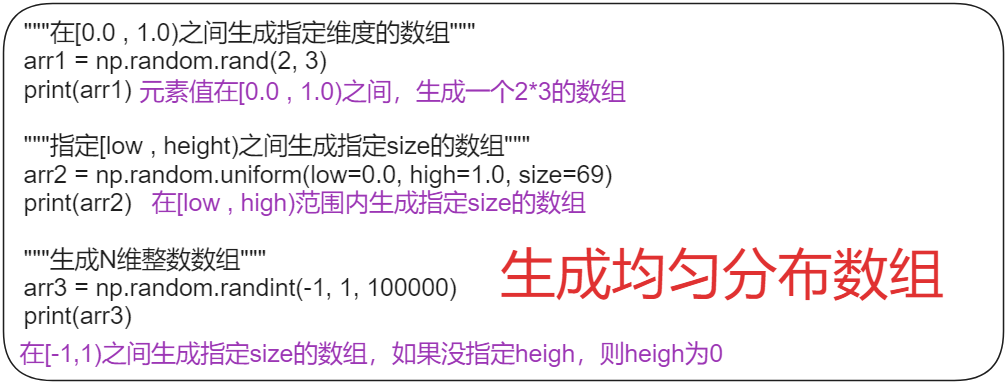 """在[0.0 , 1.0)之间生成指定维度的数组"""
arr1 = np.random.rand(2, 3)
print(arr1) 元素值在[0.0 , 1.0)之间，生成一个2*3的数组
"""指定[low , height)之间生成指定size的数组"""
arr2 = np.random.uniform(low=0.0, high=1.0, size=69)
print(arr2) 在[low , high)范围内生成指定size的数组
"""生成N维整数数组"""
arr3 = np.random.randint(-1, 1, 100000)
print(arr3)
生成均匀分布数组
在[-1,1)之间生成指定size的数组，如果没指定heigh，则heigh为0